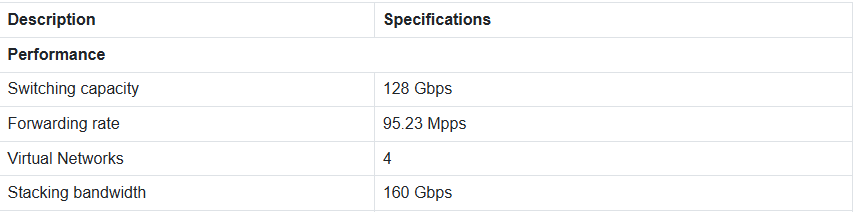 Description Specifications
Performance
Switching capacity 128 Gbps
Forwarding rate 95.23 Mpps
Virtual Networks 4
Stacking bandwidth 160 Gbps